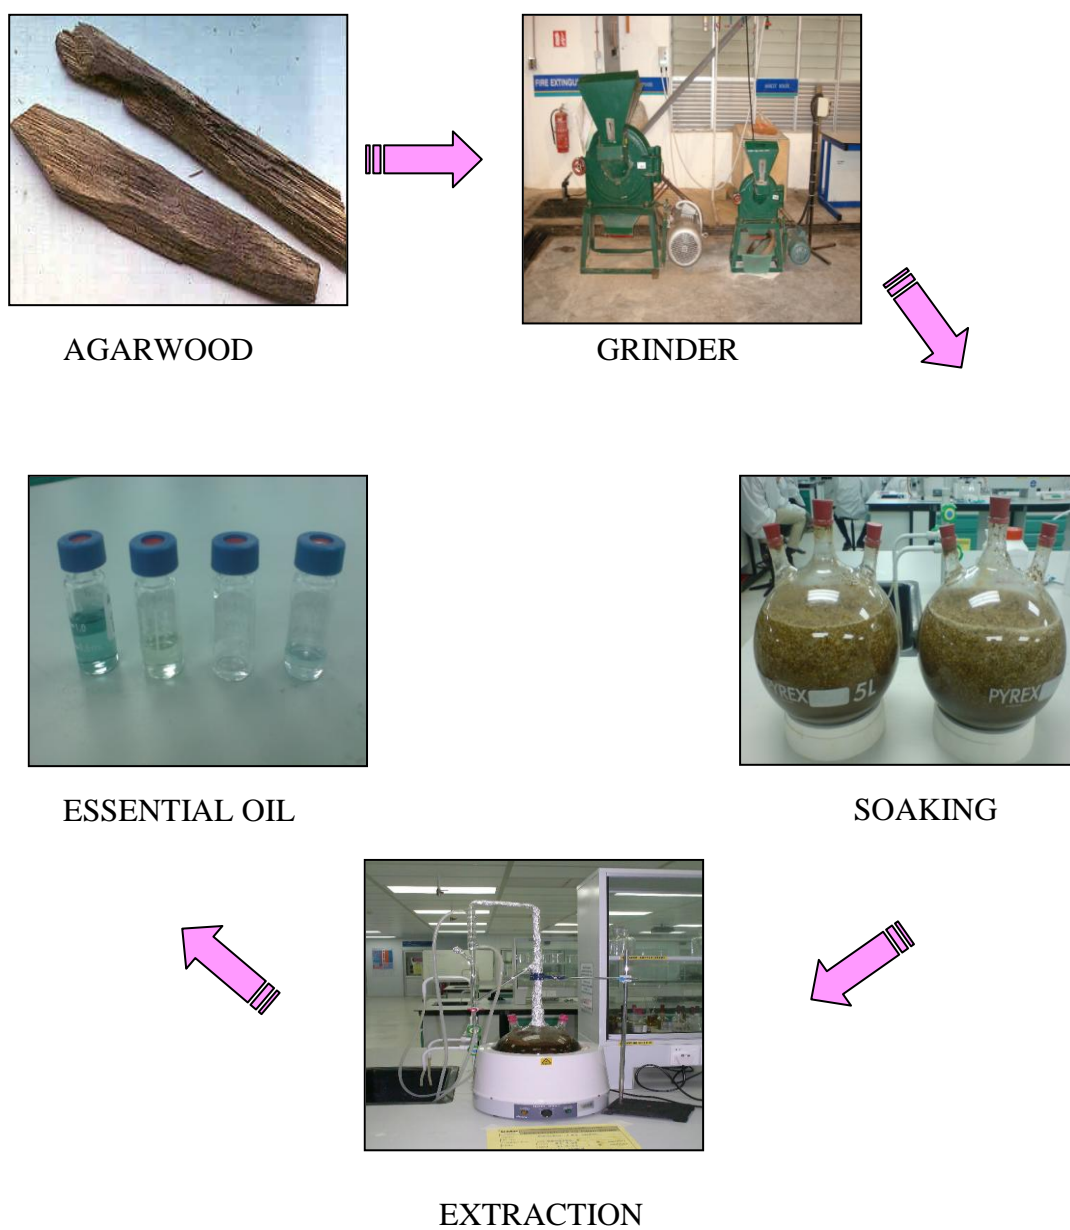 FIRE EXTINGU
AGARWOOD
GRINDER
PYREX 5L
PYREX
ESSENTIAL OIL
SOAKING
EXTRACTION